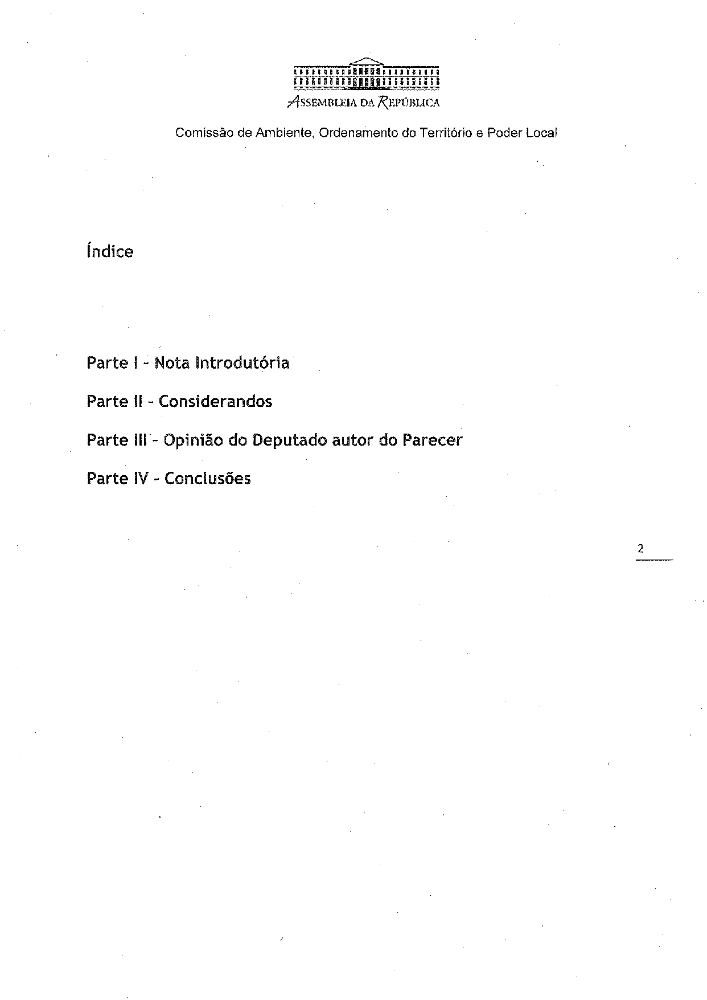 ASSEMBLEIA DA REPÚBLICA
Comissão de Ambiente, Ordenamento do Território e Poder Local
Índice
Parte I - Nota Introdutória
Parte II - Considerandos
Parte III - Opinião do Deputado autor do Parecer
Parte IV - Conclusões
2